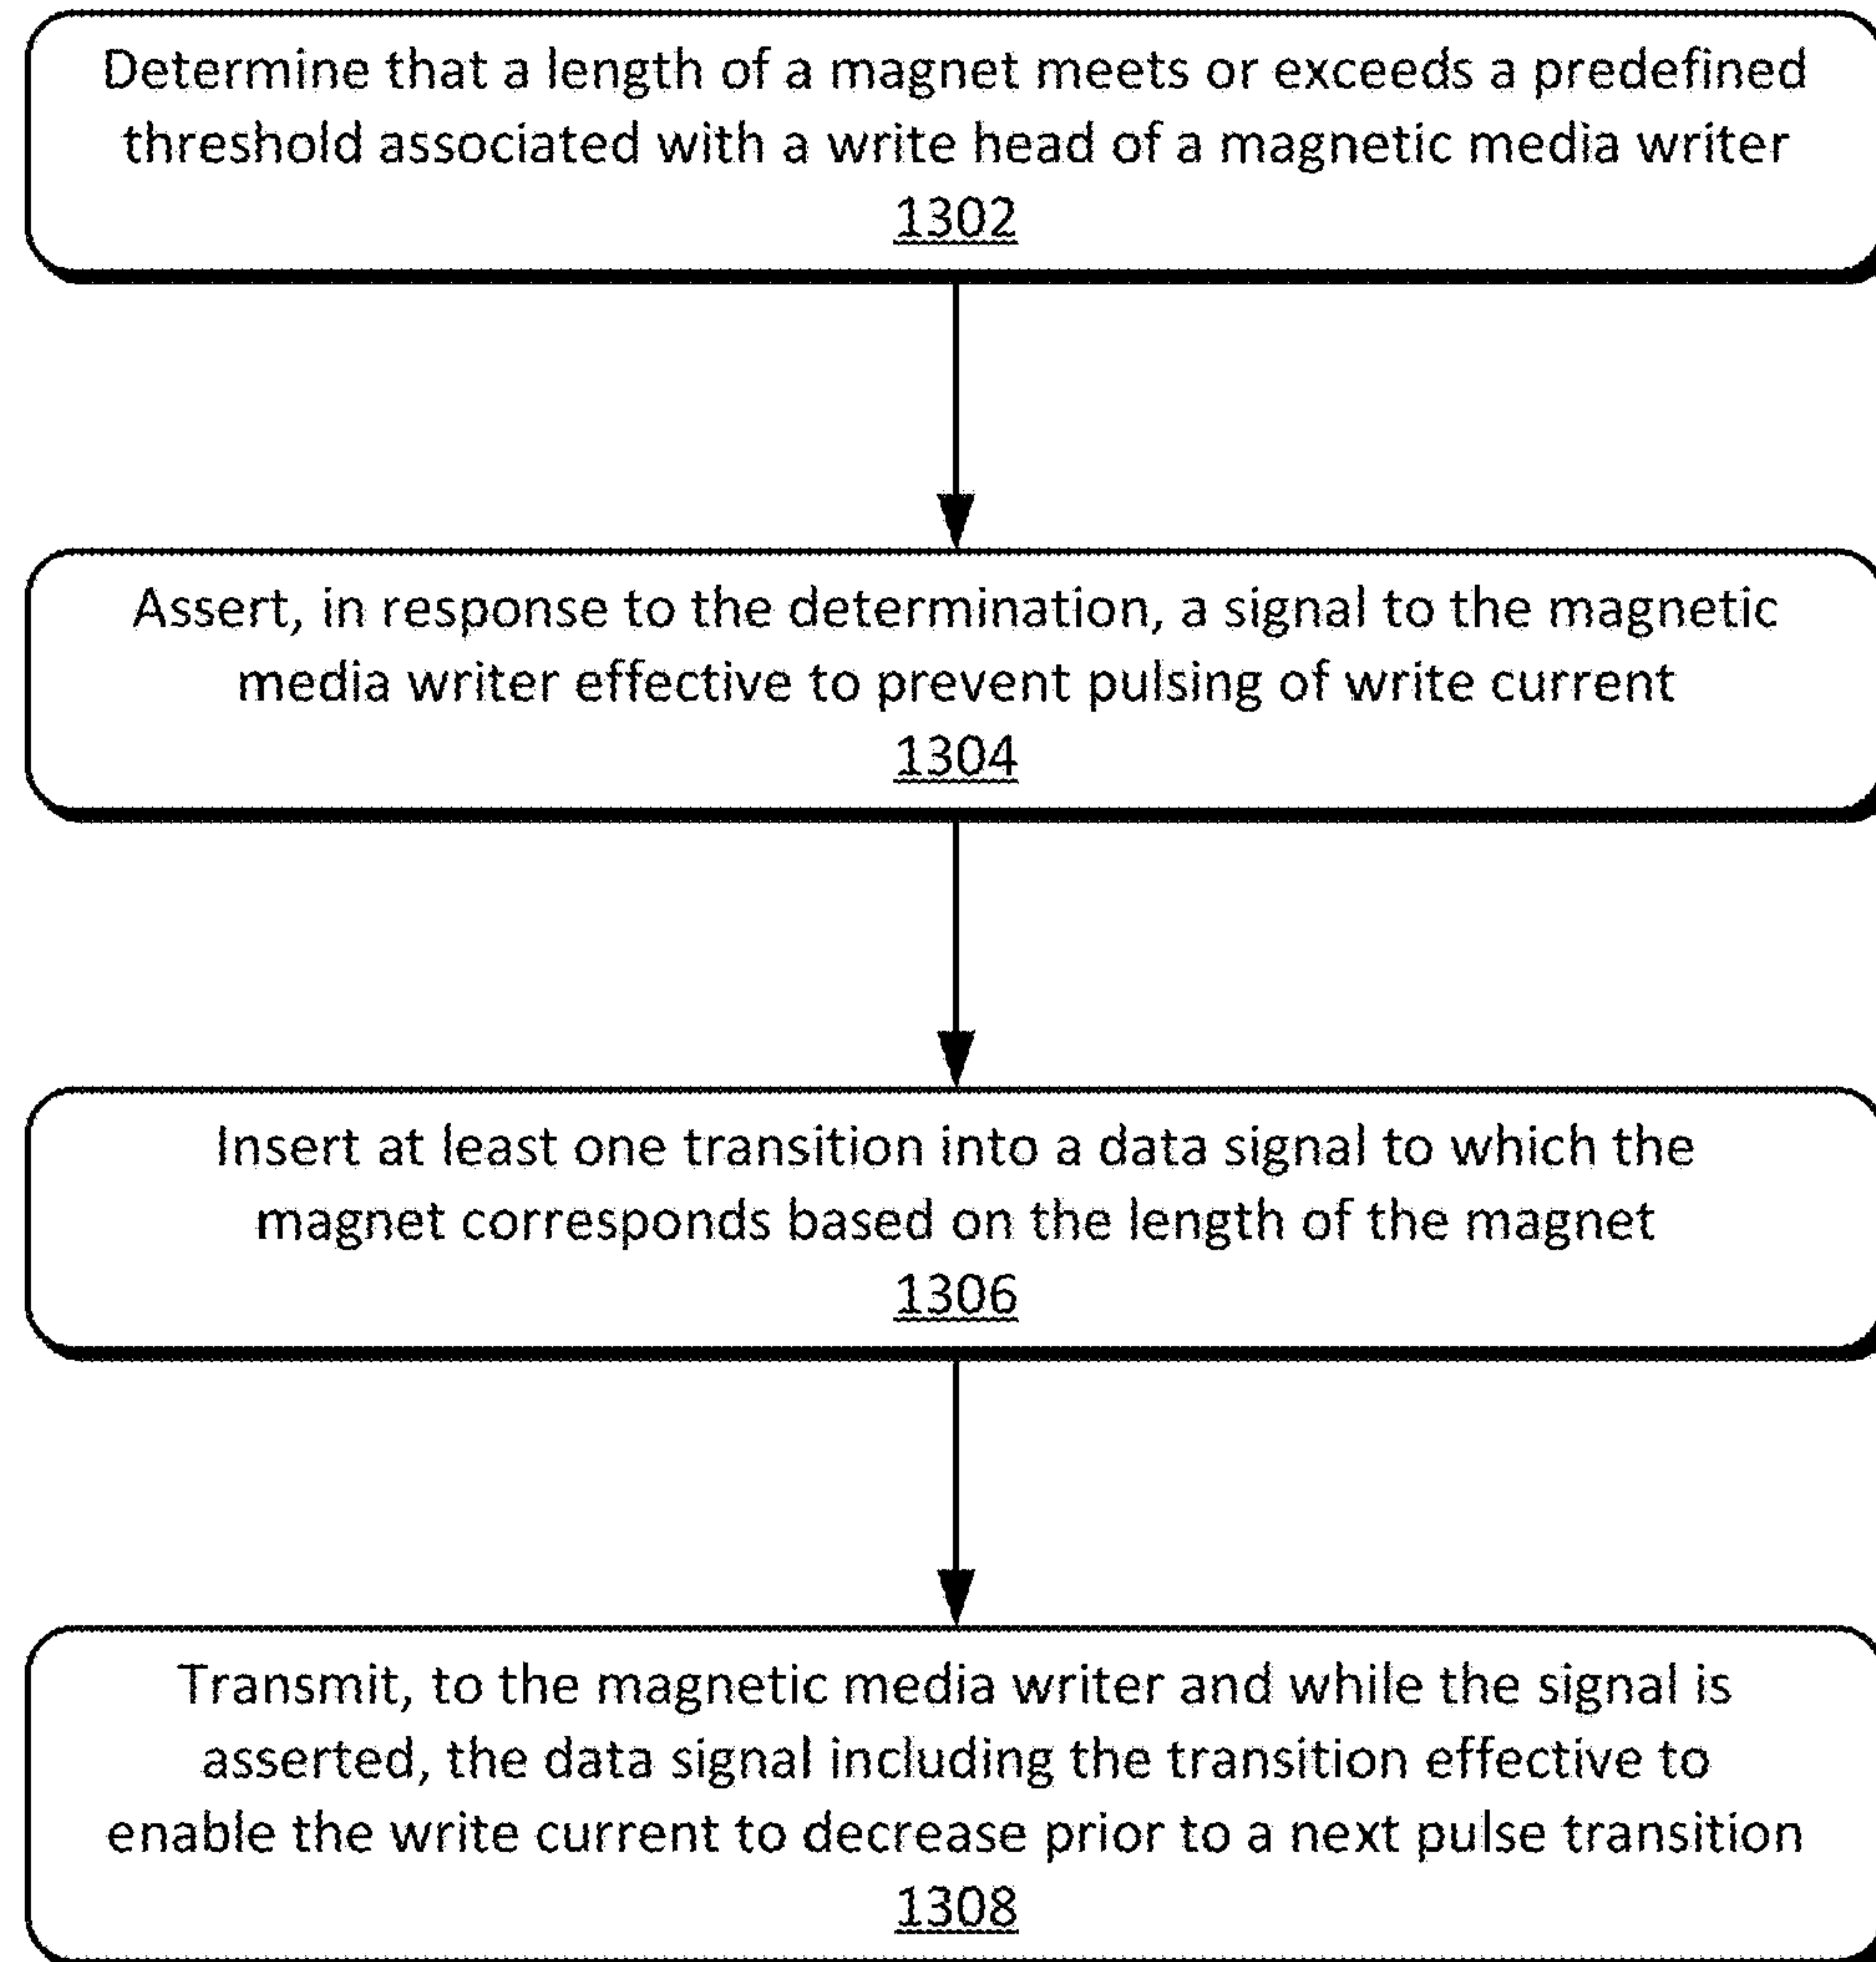 Determine that a length of a magnet meets or exceeds a predefined
threshold associated with a write head of a magnetic media writer
1302
Assert, in response to the determination, a signal to the magnetic
media writer effective to prevent pulsing of write current
1304
Insert at least one transition into a data signal to which the
magnet corresponds based on the length of the magnet
1306
Transmit, to the magnetic media writer and while the signal is
asserted, the data signal including the transition effective to
enable the write current to decrease prior to a next pulse transition
1308